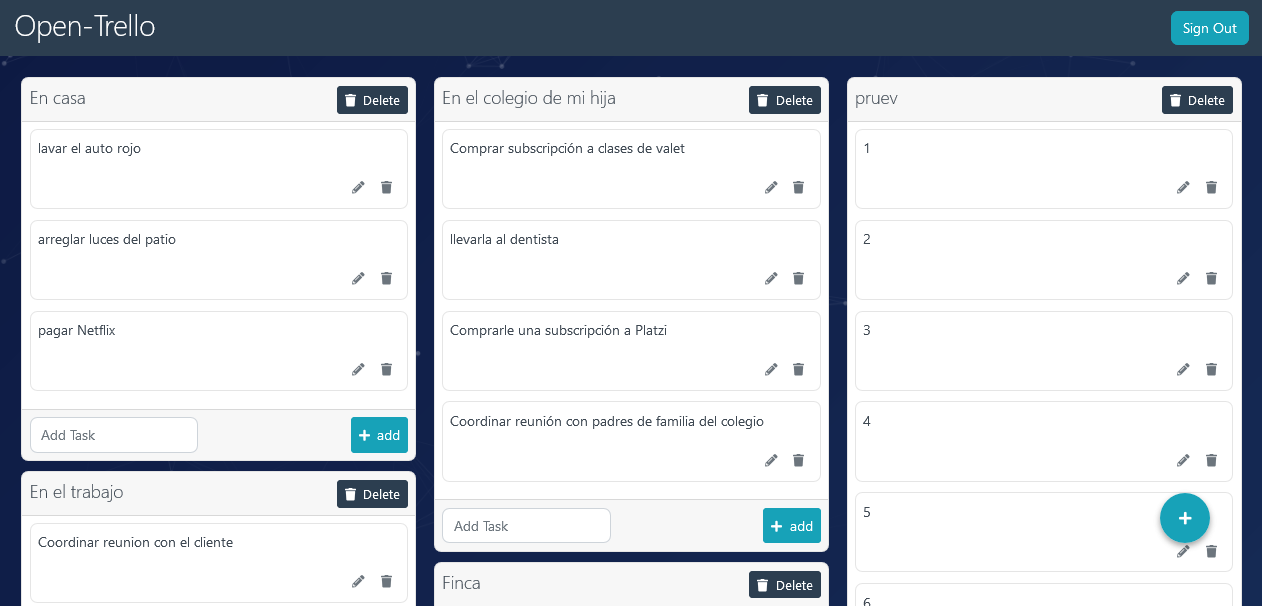 Open-Trello
Sign Out
En casa
Delete
lavar el auto rojo
arreglar luces del patio
pagar Netflix
Add Task
add
En el trabajo
Delete
Coordinar reunion con el cliente
En el colegio de mi hija
Delete
Comprar subscripción a clases de valet
llevarla al dentista
Comprarle una subscripción a Platzi
Coordinar reunión con padres de familia del colegio
Add Task
add
Finca
Delete
pruev
Delete
1
2
3
4
5
6